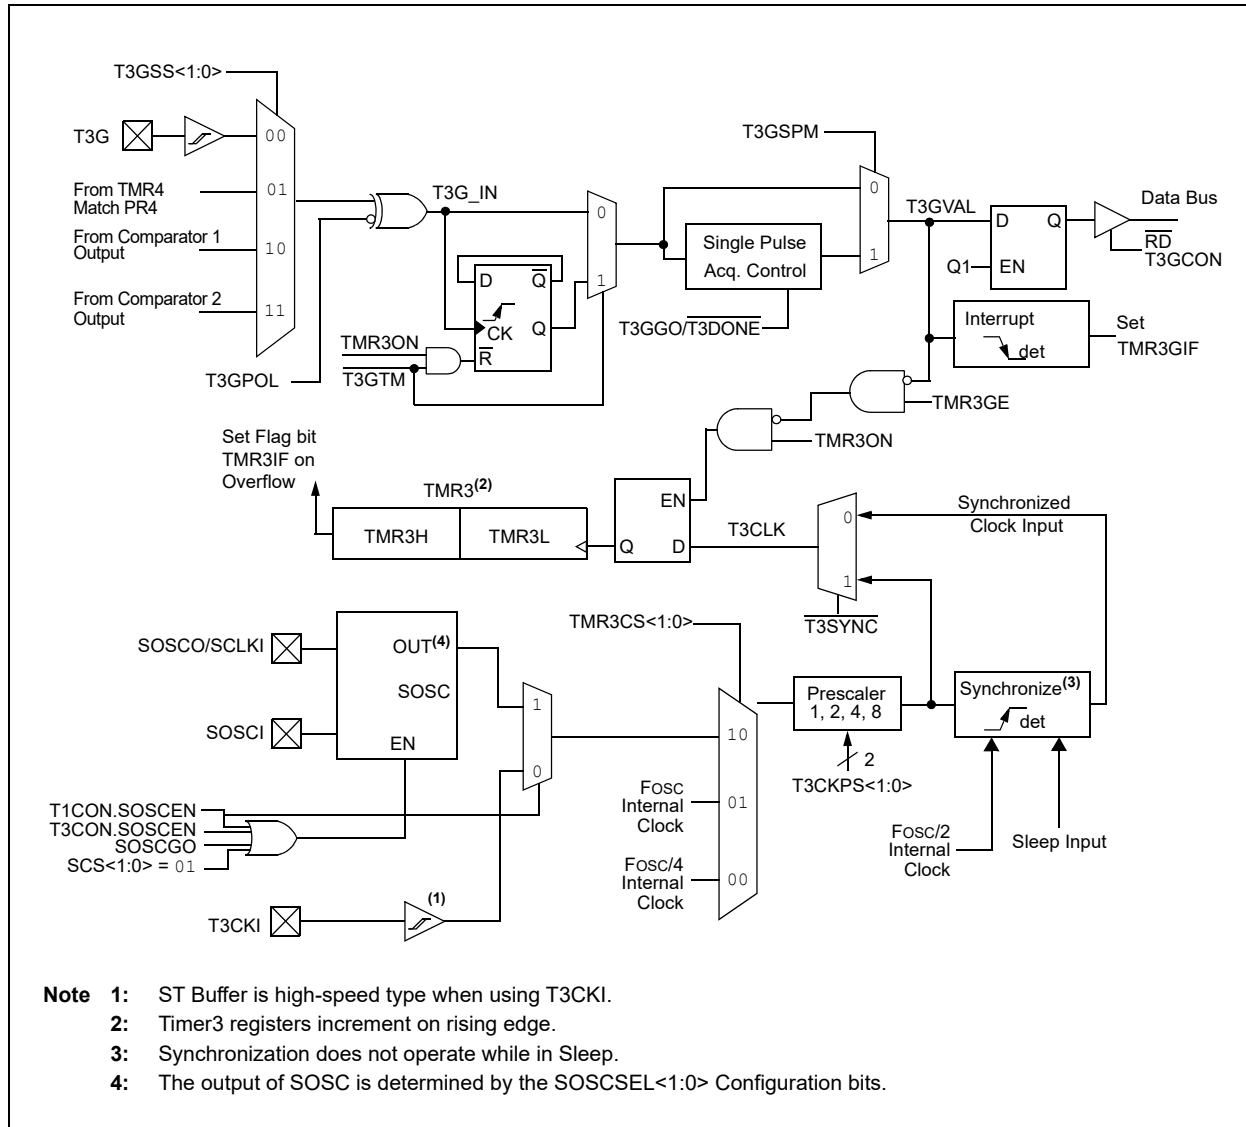 T3GSS<1:0>
T3G
00
From TMR4
Match PR4
01
From Comparator 1
Output
10
From Comparator 2
Output
11
T3GPOL
T3G_IN
0
1
D
Q
CK
Q
R
TMR3ON
T3GTM
T3GSPM
Single Pulse
Acq. Control
T3GGO/T3DONE
0
1
T3GVAL
D
Q
Q1
EN
Data Bus
RD
T3GCON
Interrupt
det
Set
TMR3GIF
TMR3GE
TMR3ON
Set Flag bit
TMR3IF on
Overflow
TMR3(2)
TMR3H
TMR3L
EN
Q
D
T3CLK
0
1
T3SYNC
Synchronized
Clock Input
SOSCO/SCLKI
OUT(4)
SOSC
SOSCI
EN
1
0
T1CON.SOSCEN
T3CON.SOSCEN
SOSCGO
SCS<1:0> = 01
T3CKI
(1)
TMR3CS<1:0>
10
FOSC
Internal
Clock
01
FOSC/4
Internal
Clock
00
Prescaler
1, 2, 4, 8
2
T3CKPS<1:0>
Synchronize(3)
det
FOSC/2
Internal
Clock
Sleep Input
Note 1: ST Buffer is high-speed type when using T3CKI.
2: Timer3 registers increment on rising edge.
3: Synchronization does not operate while in Sleep.
4: The output of SOSC is determined by the SOSCSEL<1:0> Configuration bits.